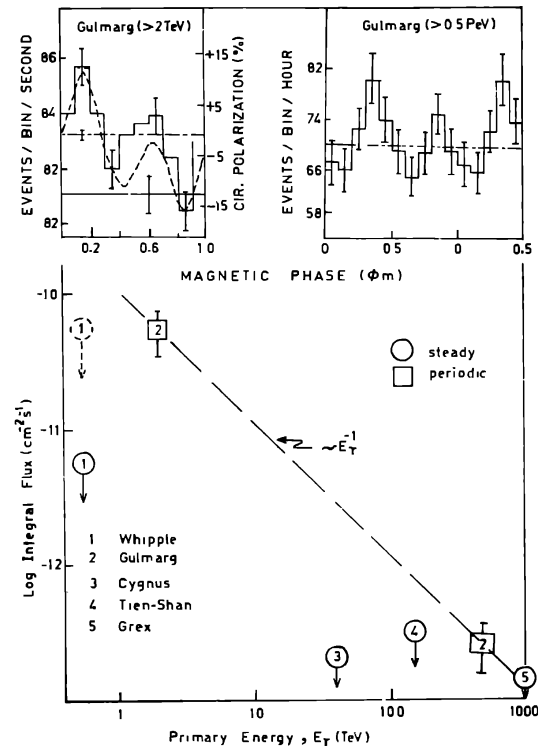 Gulmarg (>2TeV)
EVENTS/BIN/SECOND
86
84
82
82
0.2
0.6
1.0
+15
+5
-5
-15
CIR. POLARIZATION (%)
Gulmarg (>0.5PeV)
EVENTS/BIN/HOUR
82
74
66
58
0
0 5
0
0.5
MAGNETIC PHASE (Φm)
Log Integral Flux (cm⁻²s⁻¹)
-10
-11
-12
1
1
2
3
4
2
5
steady
periodic
~E_T⁻¹
1 Whipple
2 Gulmarg
3 Cygnus
4 Tien-Shan
5 Grex
1
10
100
1000
Primary Energy, E_T (TeV)